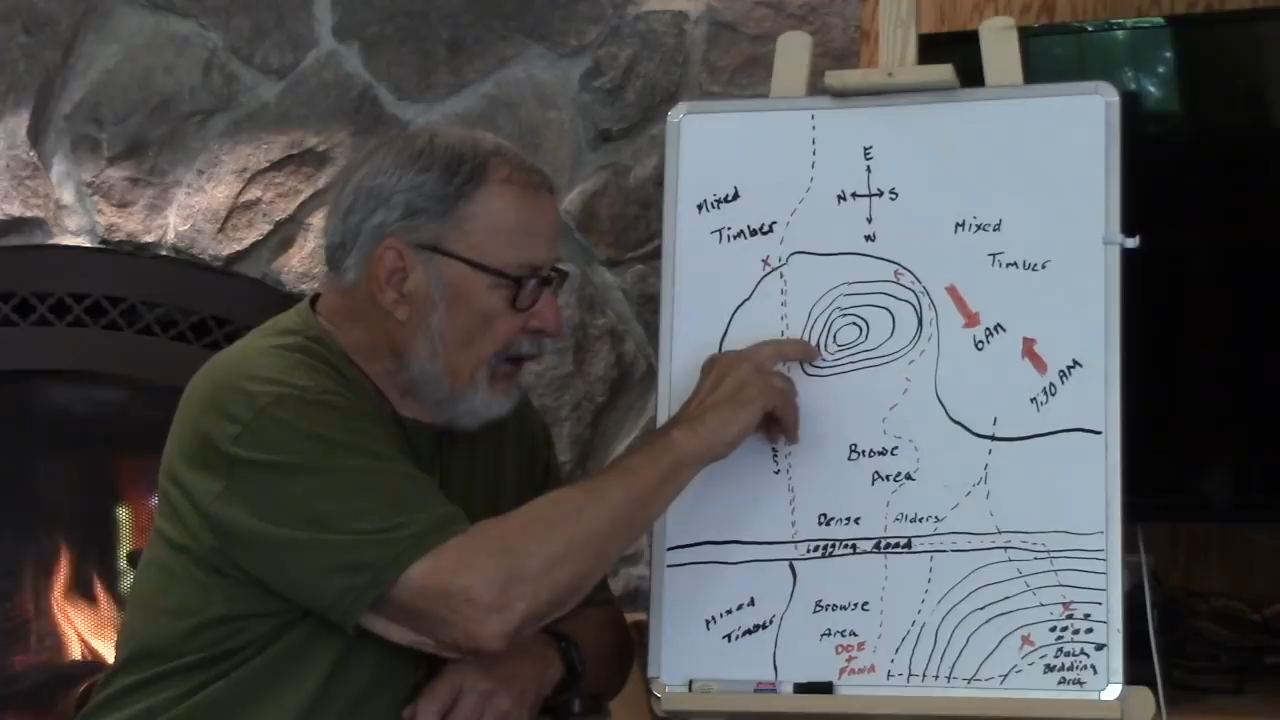 E
N S
W
Mixed
Timber
Mixed
Timber
6AM
7:30 AM
Browse
Area
Dense Alders
Logging Road
Mixed
Timber
Browse
Area
DOE
+
FAWN
Buck
Bedding
Area